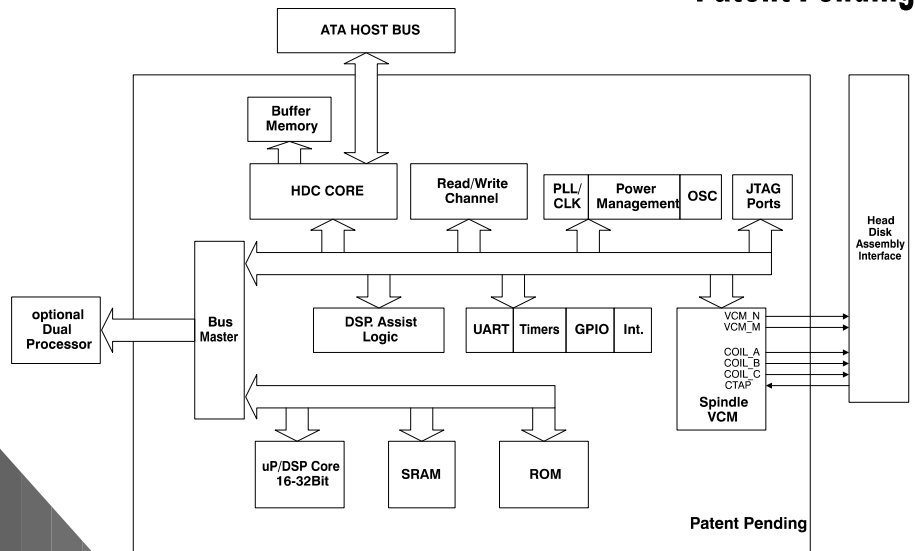 Patent Pending
ATA HOST BUS
Buffer
Memory
HDC CORE
Read/Write
Channel
PLL/
CLK
Power
Management
OSC
JTAG
Ports
Head
Disk
Assembly
Interface
optional
Dual
Processor
Bus
Master
DSP. Assist
Logic
UART
Timers
GPIO
Int.
VCM_N
VCM_M
COIL_A
COIL_B
COIL_C
CTAP
Spindle
VCM
uP/DSP Core
16-32Bit
SRAM
ROM
Patent Pending